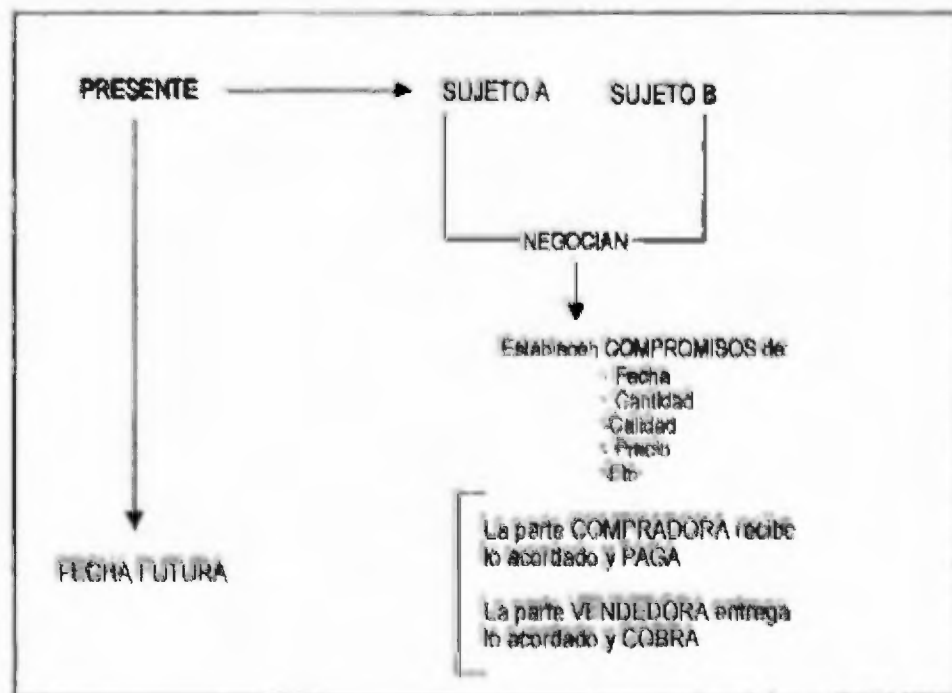 PRESENTE
SUJETO A
SUJETO B
NEGOCIAN
Establecen COMPROMISOS de:
- Fecha
- Cantidad
-Calidad
- Precio
-Etc
La parte COMPRADORA recibe
lo acordado y PAGA
FECHA FUTURA
La parte VENDEDORA entrega
lo acordado y COBRA